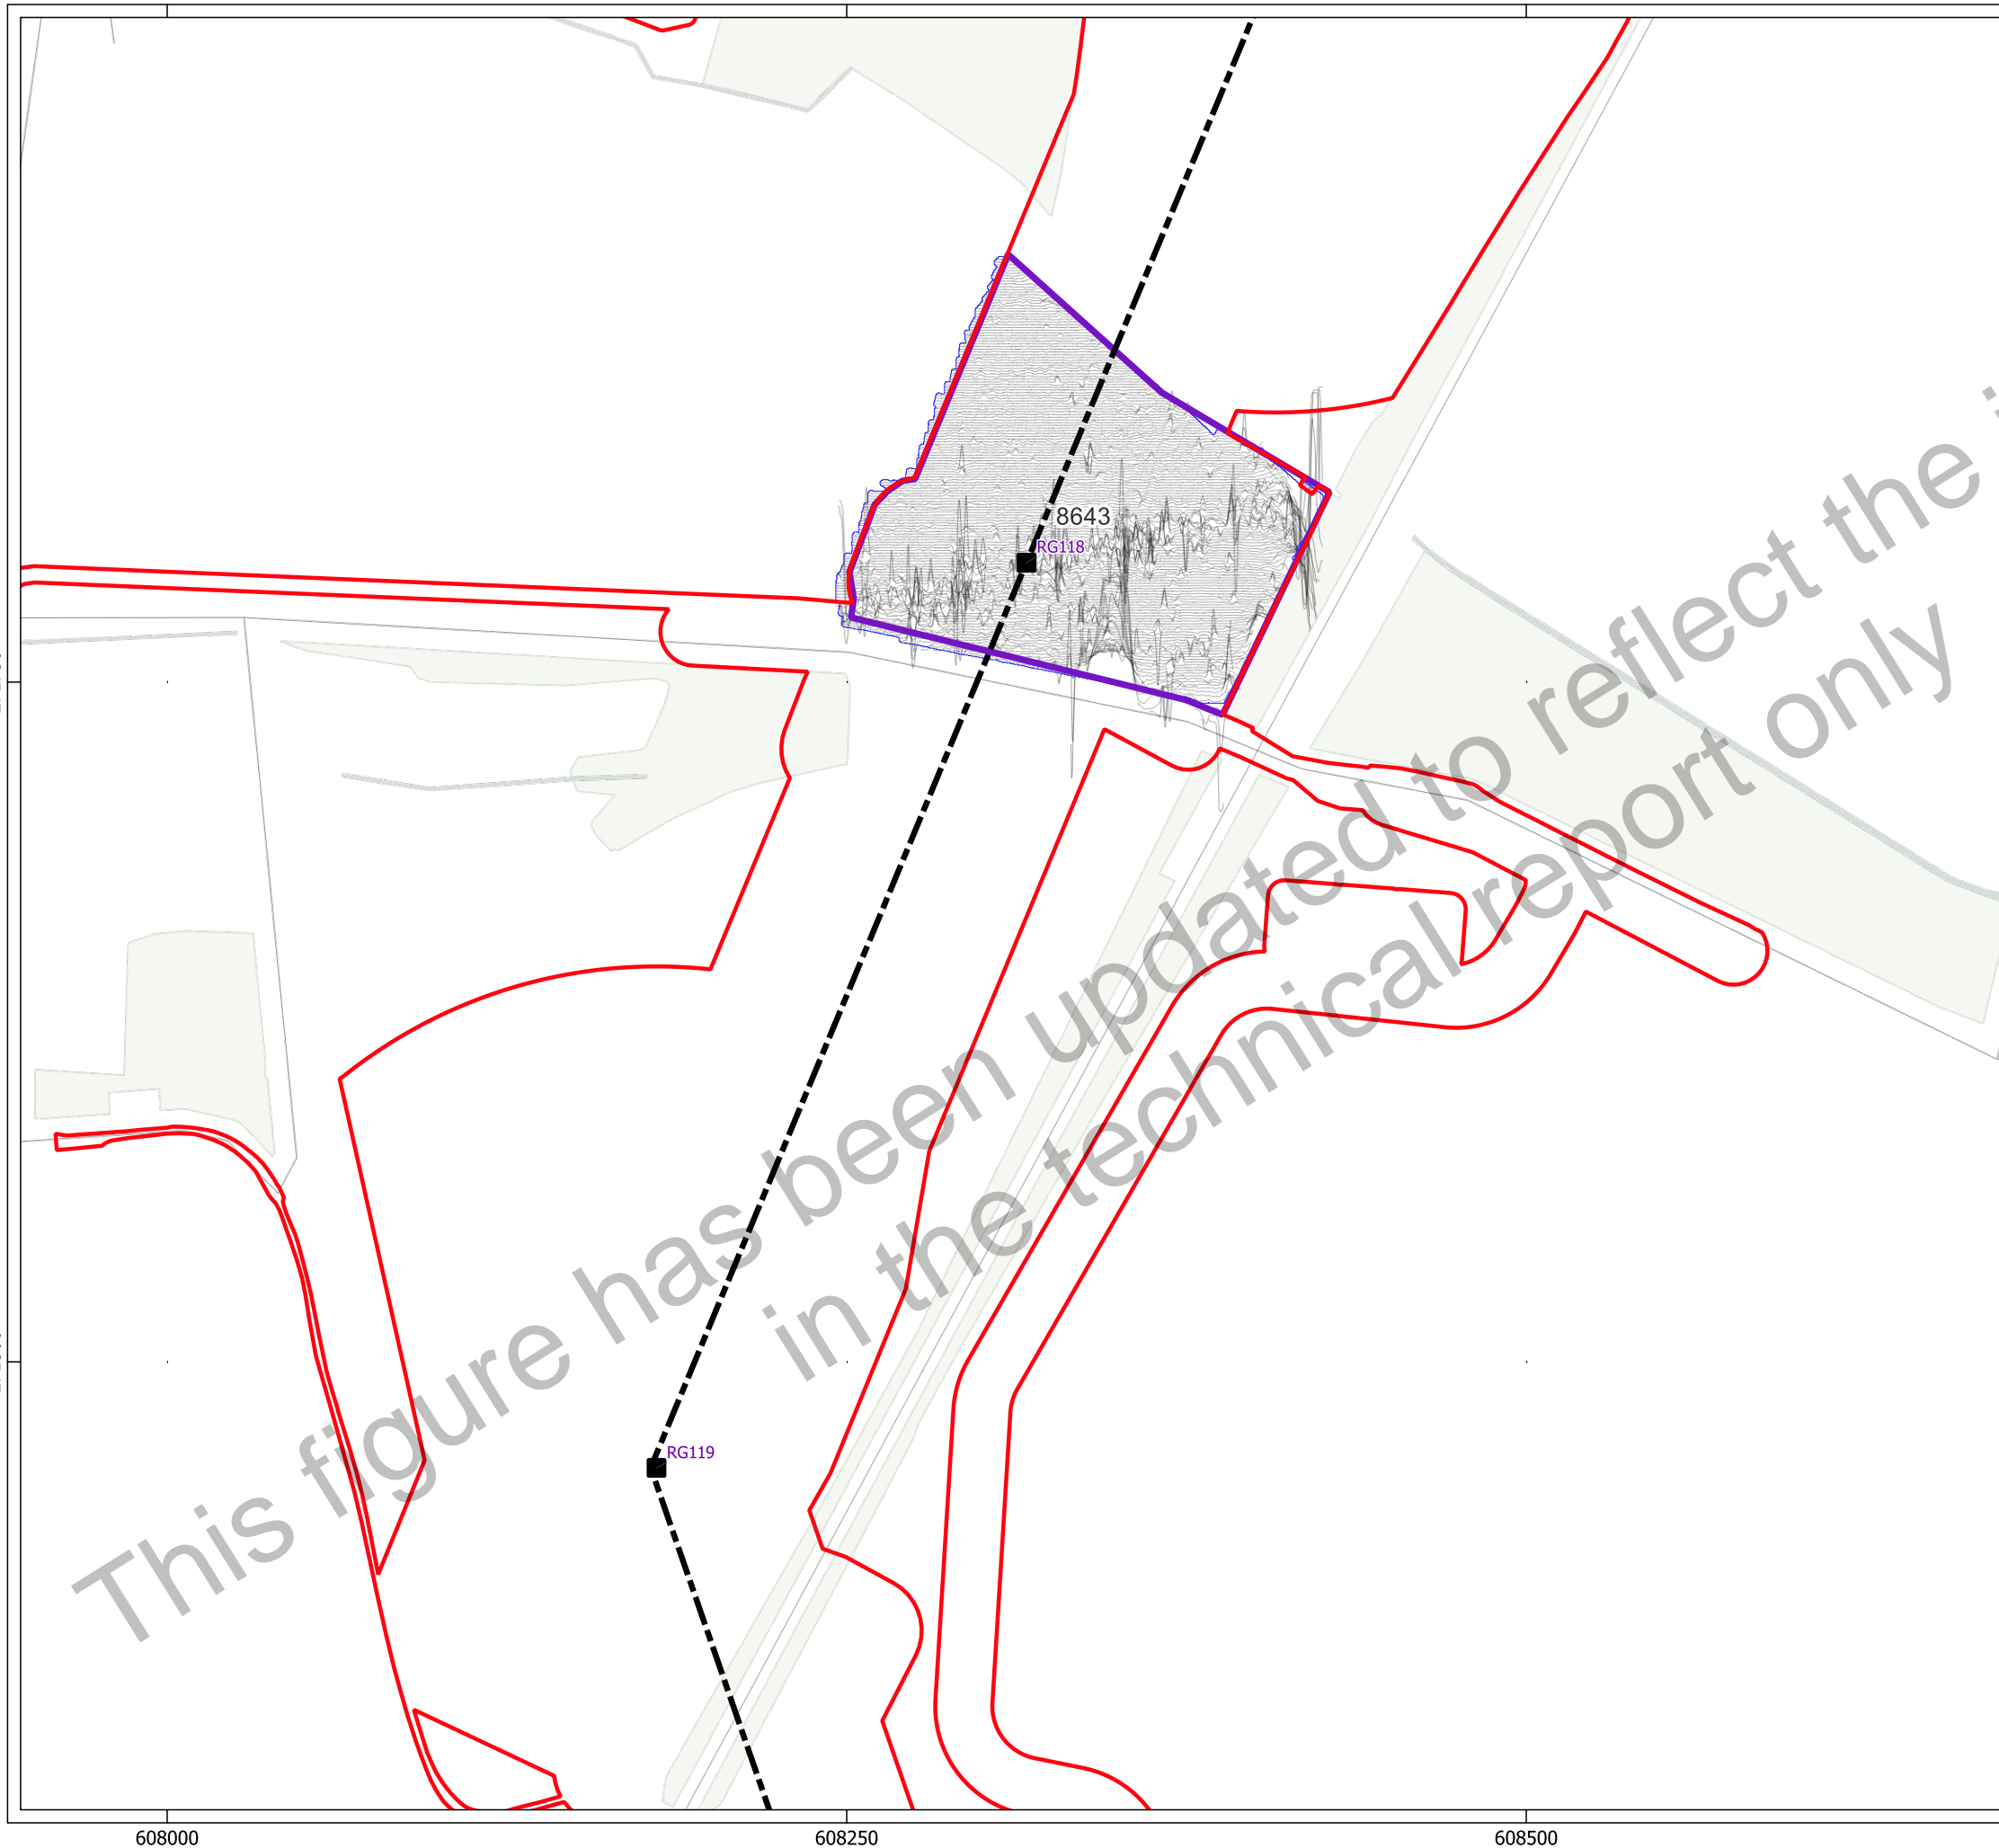 8643
RG118
This figure has been updated to reflect the
in the technical report only
RG119
608000
608250
608500